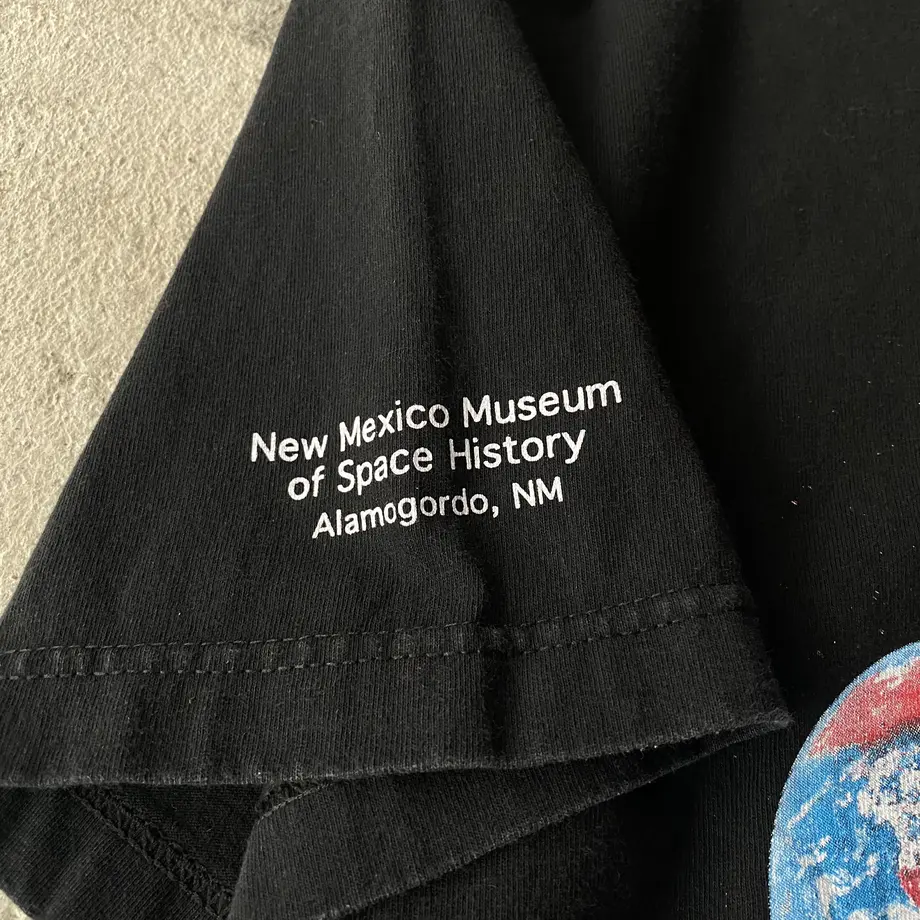 New Mexico Museum
of Space History
Alamogordo, NM